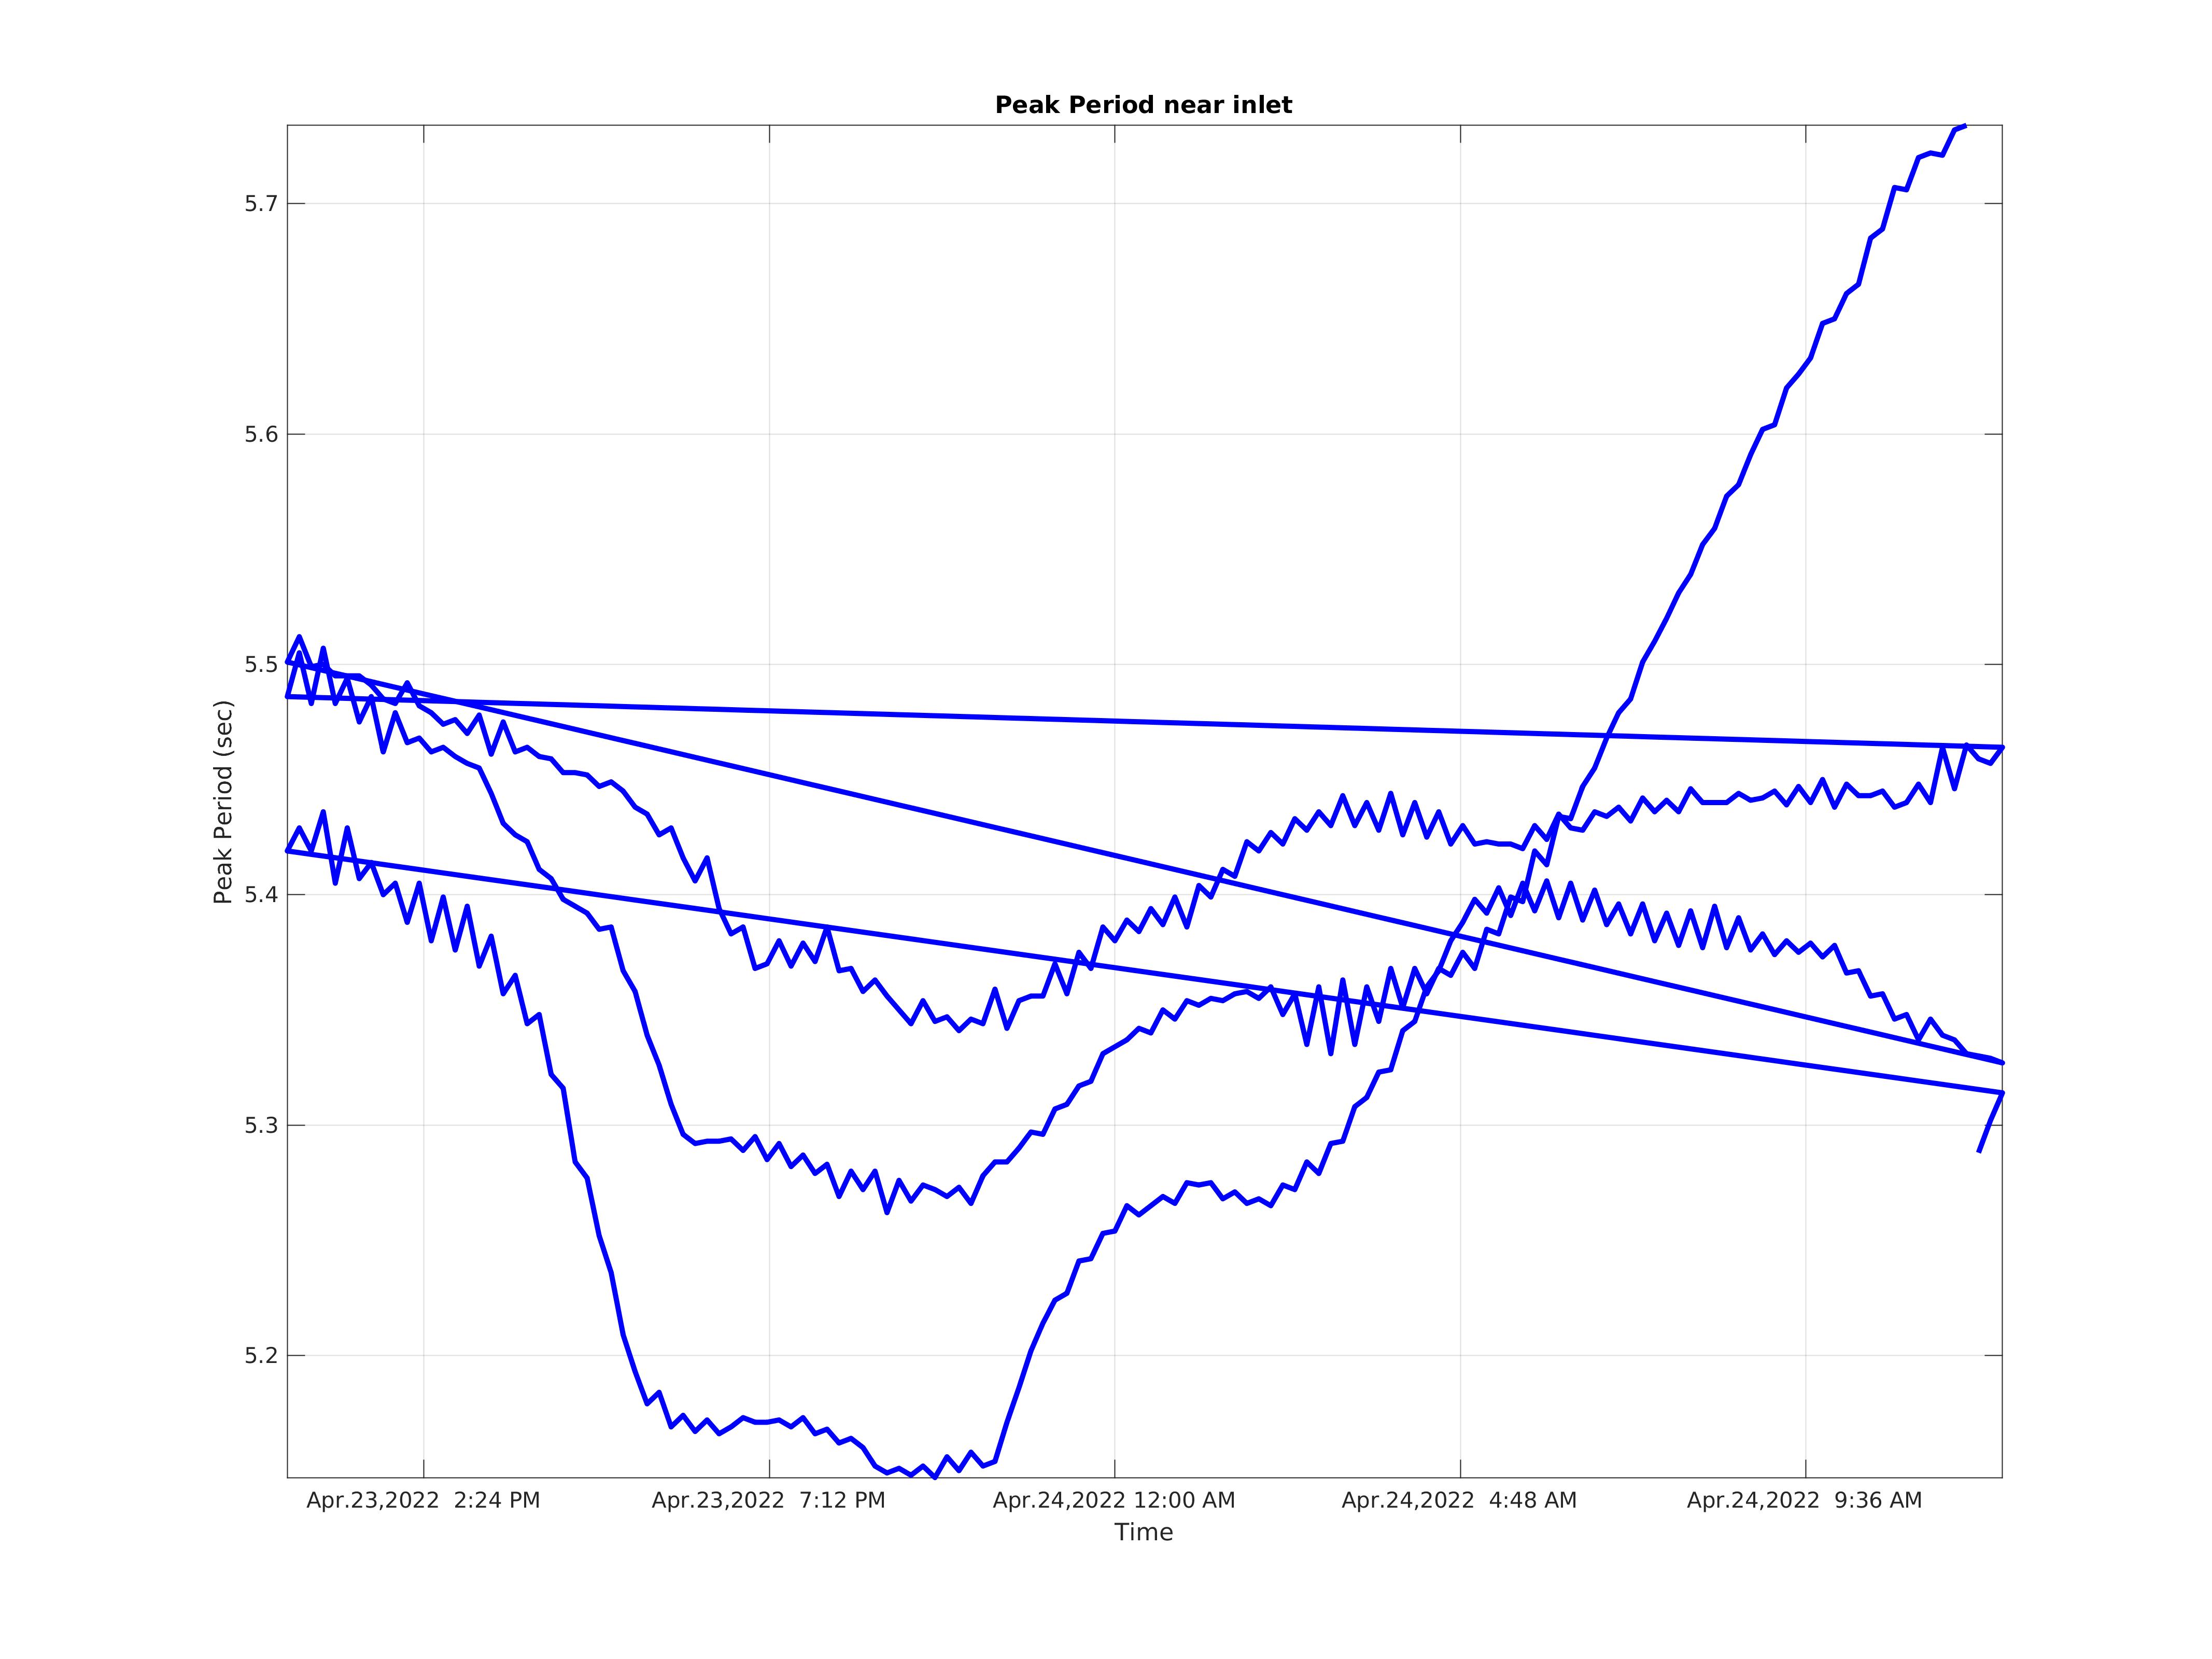 Peak Period near inlet
5.7
5.6
5.5
5.4
5.3
5.2
Peak Period (sec)
Apr.23,2022  2:24 PM
Apr.23,2022  7:12 PM
Apr.24,2022 12:00 AM
Apr.24,2022  4:48 AM
Apr.24,2022  9:36 AM
Time